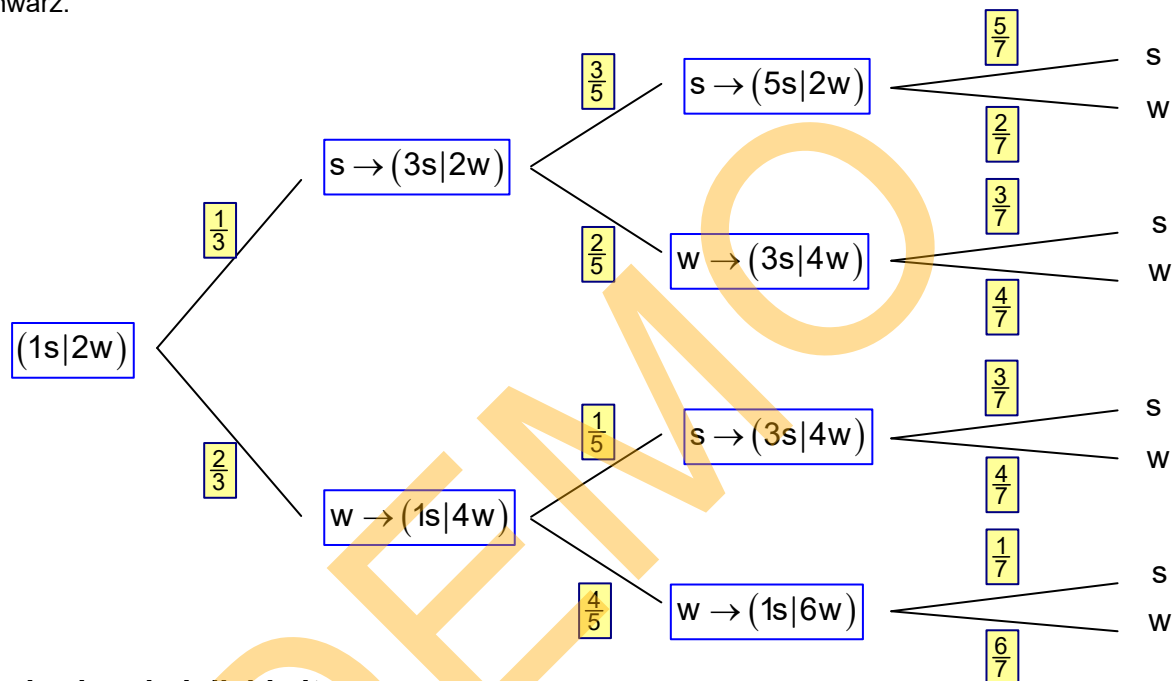 5/7
s
3/5
s → (5s|2w)
w
2/7
s → (3s|2w)
3/7
1/3
2/5
s
w → (3s|4w)
w
4/7
(1s|2w)
3/7
1/5
s
s → (3s|4w)
2/3
w
4/7
w → (1s|4w)
1/7
s
4/5
w → (1s|6w)
w
6/7
DEMO